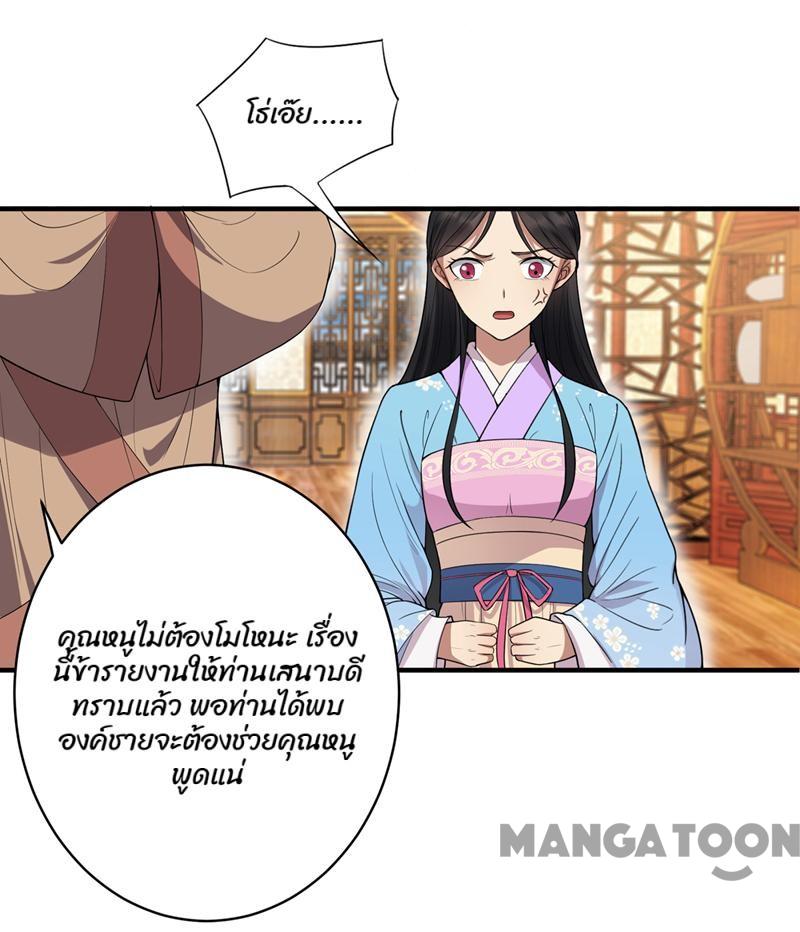 โธ่เอ๊ย......
คุณหนูไม่ต้องโมโหนะ เรื่อง
นี้ข้ารายงานให้ท่านเสนาบดี
ทราบแล้ว พอท่านได้พบ
องค์ชายจะต้องช่วยคุณหนู
พูดแน่
MANGATOON